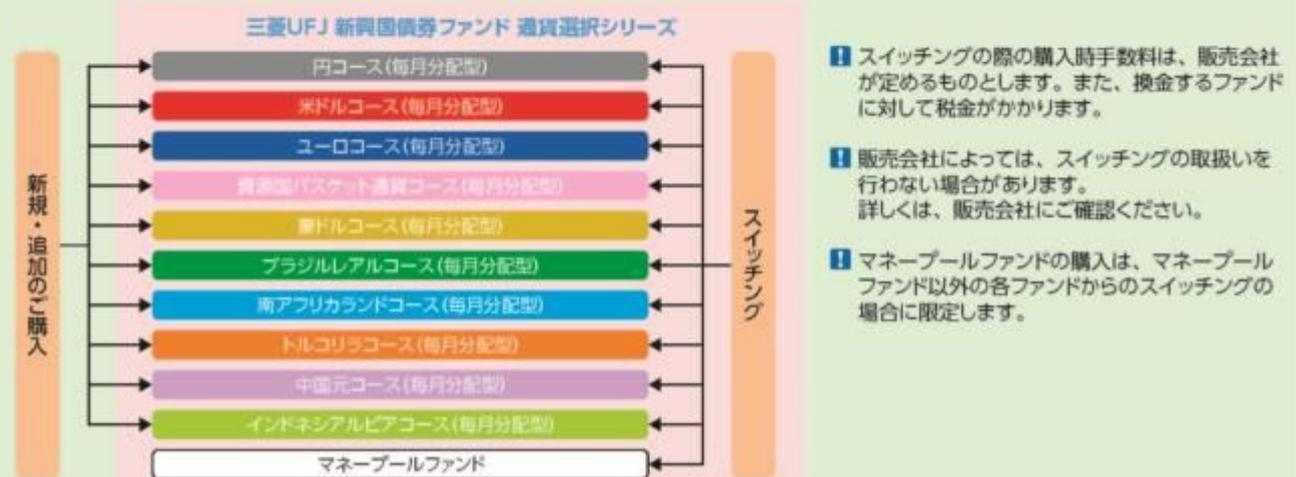 三菱UFJ 新興国債券ファンド 通貨選択シリーズ
新規・追加のご購入
円コース(毎月分配型)
米ドルコース(毎月分配型)
ユーロコース(毎月分配型)
資源国バスケット通貨コース(毎月分配型)
豪ドルコース(毎月分配型)
ブラジルレアルコース(毎月分配型)
南アフリカランドコース(毎月分配型)
トルコリラコース(毎月分配型)
中国元コース(毎月分配型)
インドネシアルピアコース(毎月分配型)
マネープールファンド
スイッチング
! スイッチングの際の購入時手数料は、販売会社
が定めるものとします。また、換金するファンド
に対して税金がかかります。
! 販売会社によっては、スイッチングの取扱いを
行わない場合があります。
詳しくは、販売会社にご確認ください。
! マネープールファンドの購入は、マネープール
ファンド以外の各ファンドからのスイッチングの
場合に限定します。